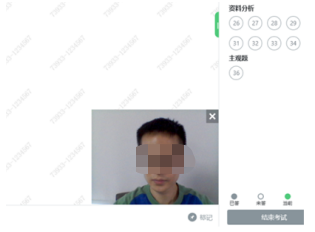 资料分析
26 27 28 29
31 32 33 34
主观题
36
已答 未答 当前
标记
结束考试